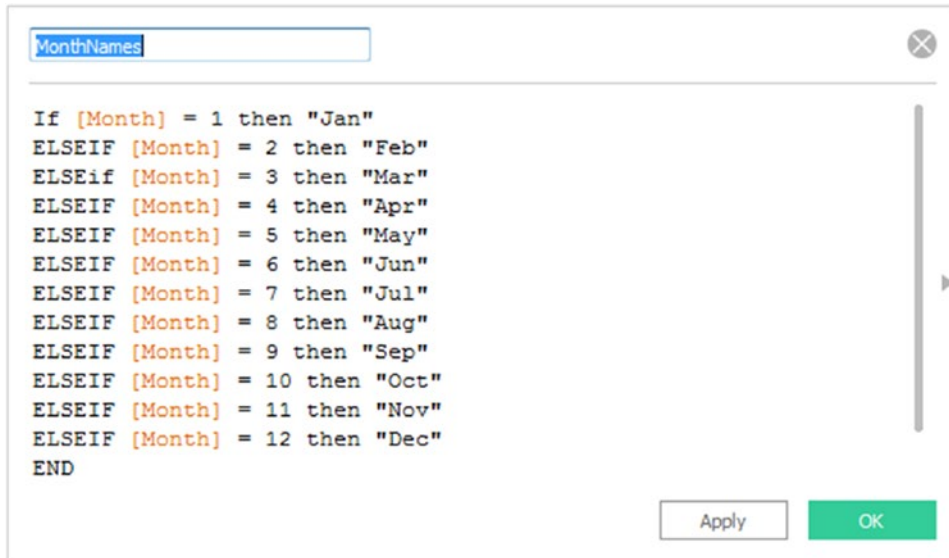 MonthNames
If [Month] = 1 then "Jan"
ELSEIF [Month] = 2 then "Feb"
ELSEif [Month] = 3 then "Mar"
ELSEIF [Month] = 4 then "Apr"
ELSEIF [Month] = 5 then "May"
ELSEIF [Month] = 6 then "Jun"
ELSEIF [Month] = 7 then "Jul"
ELSEIF [Month] = 8 then "Aug"
ELSEIF [Month] = 9 then "Sep"
ELSEIF [Month] = 10 then "Oct"
ELSEIF [Month] = 11 then "Nov"
ELSEIF [Month] = 12 then "Dec"
END
Apply OK